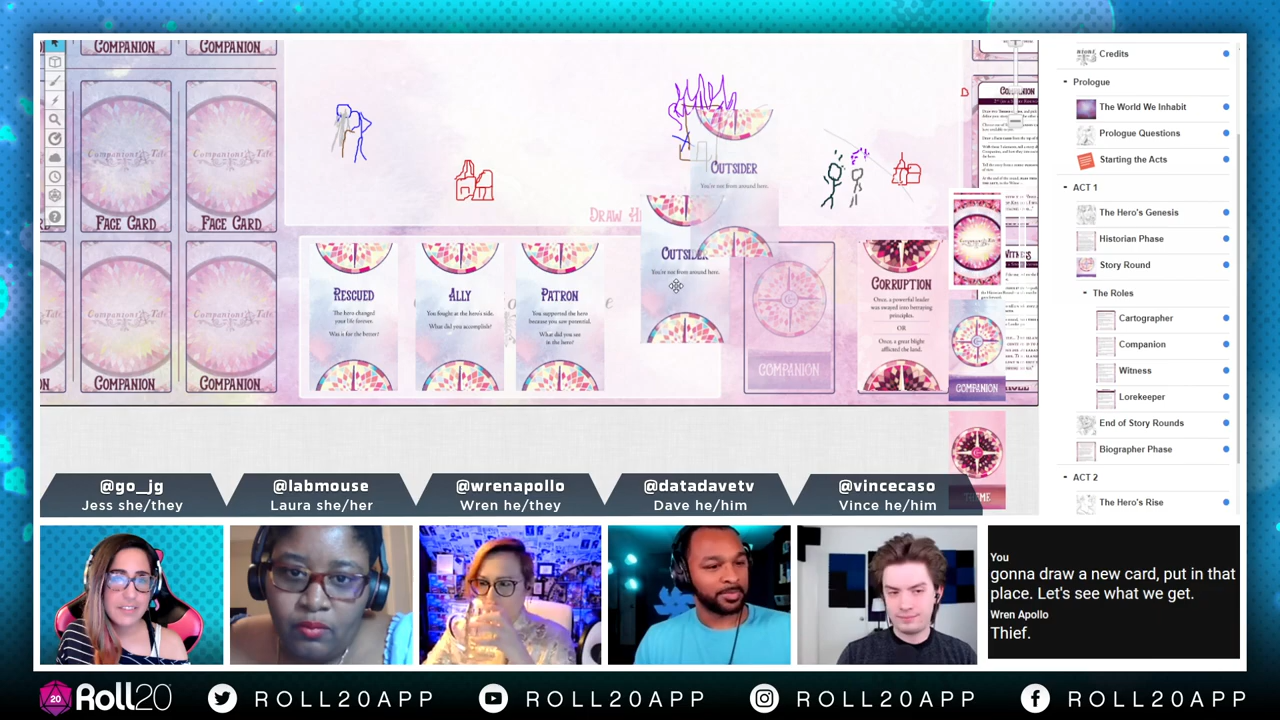 COMPANION
COMPANION
Companions' Tale
Companions' Tale
FACE CARD
FACE CARD
COMPANION
COMPANION
DRAW H
RESCUED
The hero changed
your life forever.
Was it for the better?
ALLY
You fought at the hero's side.
What did you accomplish?
PATRON
You supported the hero
because you saw potential.
What did you see
in the hero?
OUTSIDER
You're not from around here.
OUTSIDER
You're not from around here.
COMPANION
CORRUPTION
Once, a powerful leader
was swayed into betraying
principles.
OR
Once, a great blight
afflicted the land.
COMPANION
COMPANION
THEME
Credits
Prologue
The World We Inhabit
Prologue Questions
Starting the Acts
ACT 1
The Hero's Genesis
Historian Phase
Story Round
The Roles
Cartographer
Companion
Witness
Lorekeeper
End of Story Rounds
Biographer Phase
ACT 2
The Hero's Rise
@go_jg
Jess she/they
@labmouse
Laura she/her
@wrenapollo
Wren he/they
@datadavetv
Dave he/him
@vincecaso
Vince he/him
You
gonna draw a new card, put in that
place. Let's see what we get.
Wren Apollo
Thief.
20
Roll20
ROLL20APP
ROLL20APP
ROLL20APP
ROLL20APP